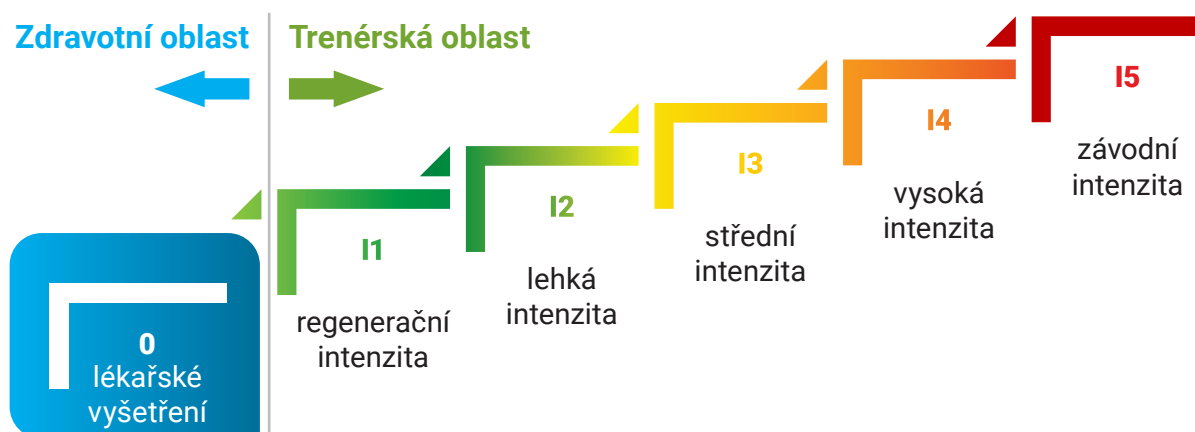 Zdravotní oblast
Trenérská oblast
0
lékařské
vyšetření
I1
regenerační
intenzita
I2
lehká
intenzita
I3
střední
intenzita
I4
vysoká
intenzita
I5
závodní
intenzita